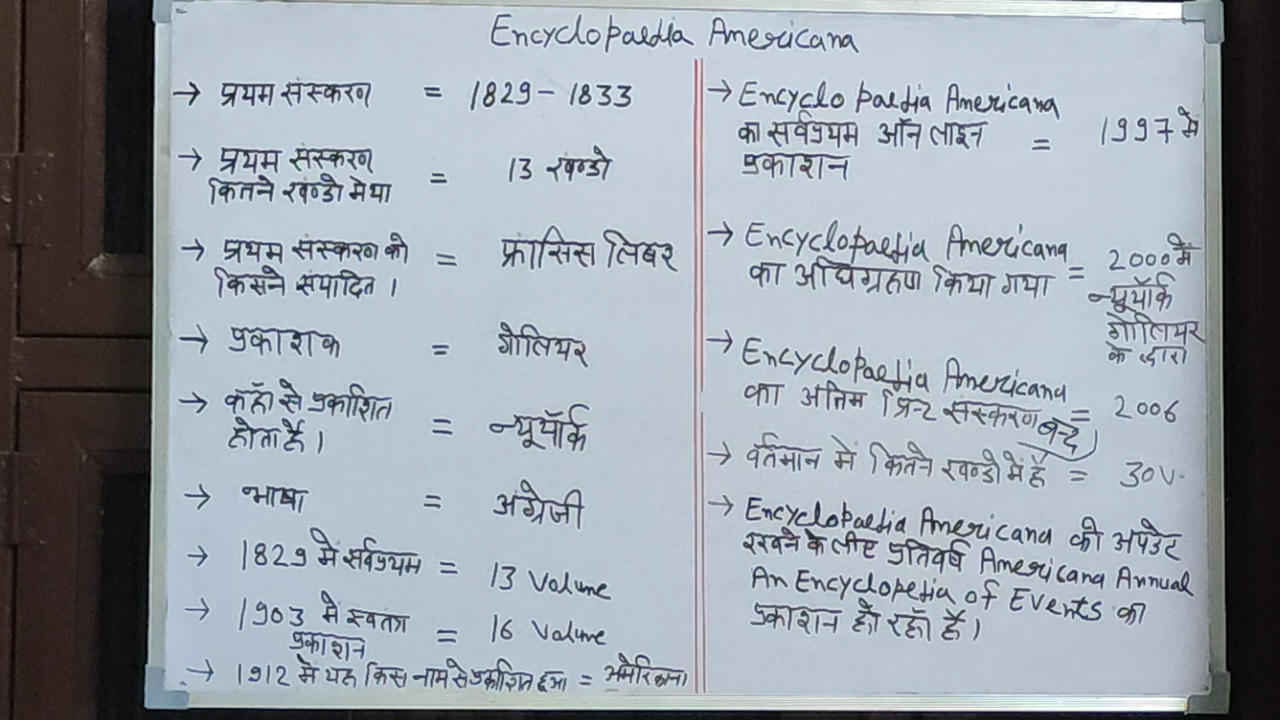 Encyclopaedia Americana
→ प्रथम संस्करण = 1829 - 1833
→ प्रथम संस्करण
कितने खण्डो मे था = 13 खण्डो
→ प्रथम संस्करण को
किसने संपादित । = फ्रांसिस लिबर
→ प्रकाशक = गोलियर
→ कहाँ से प्रकाशित
होता है । = न्यूयॉर्क
→ भाषा = अंग्रेजी
→ 1829 में सर्वप्रथम = 13 Volume
→ 1903 में स्वतंत्र
प्रकाशन = 16 Volume
→ 1912 मे यह किस नाम से प्रकाशित हुआ = अमेरिकाना
→ Encyclopaedia Americana
का सर्वप्रथम ऑन लाइन = 1997 मे
प्रकाशन
→ Encyclopaedia Americana
का अधिग्रहण किया गया = 2000 में
न्यूयॉर्क
गोलियर
के द्वारा
→ Encyclopaedia Americana
का अन्तिम प्रिन्ट संस्करण बन्द = 2006
→ वर्तमान में कितने खण्डो में है = 30 V.
→ Encyclopaedia Americana को अपडेट
रखने के लीए प्रतिवर्ष Americana Annual
An Encyclopedia of Events का
प्रकाशन हो रहाँ है ।